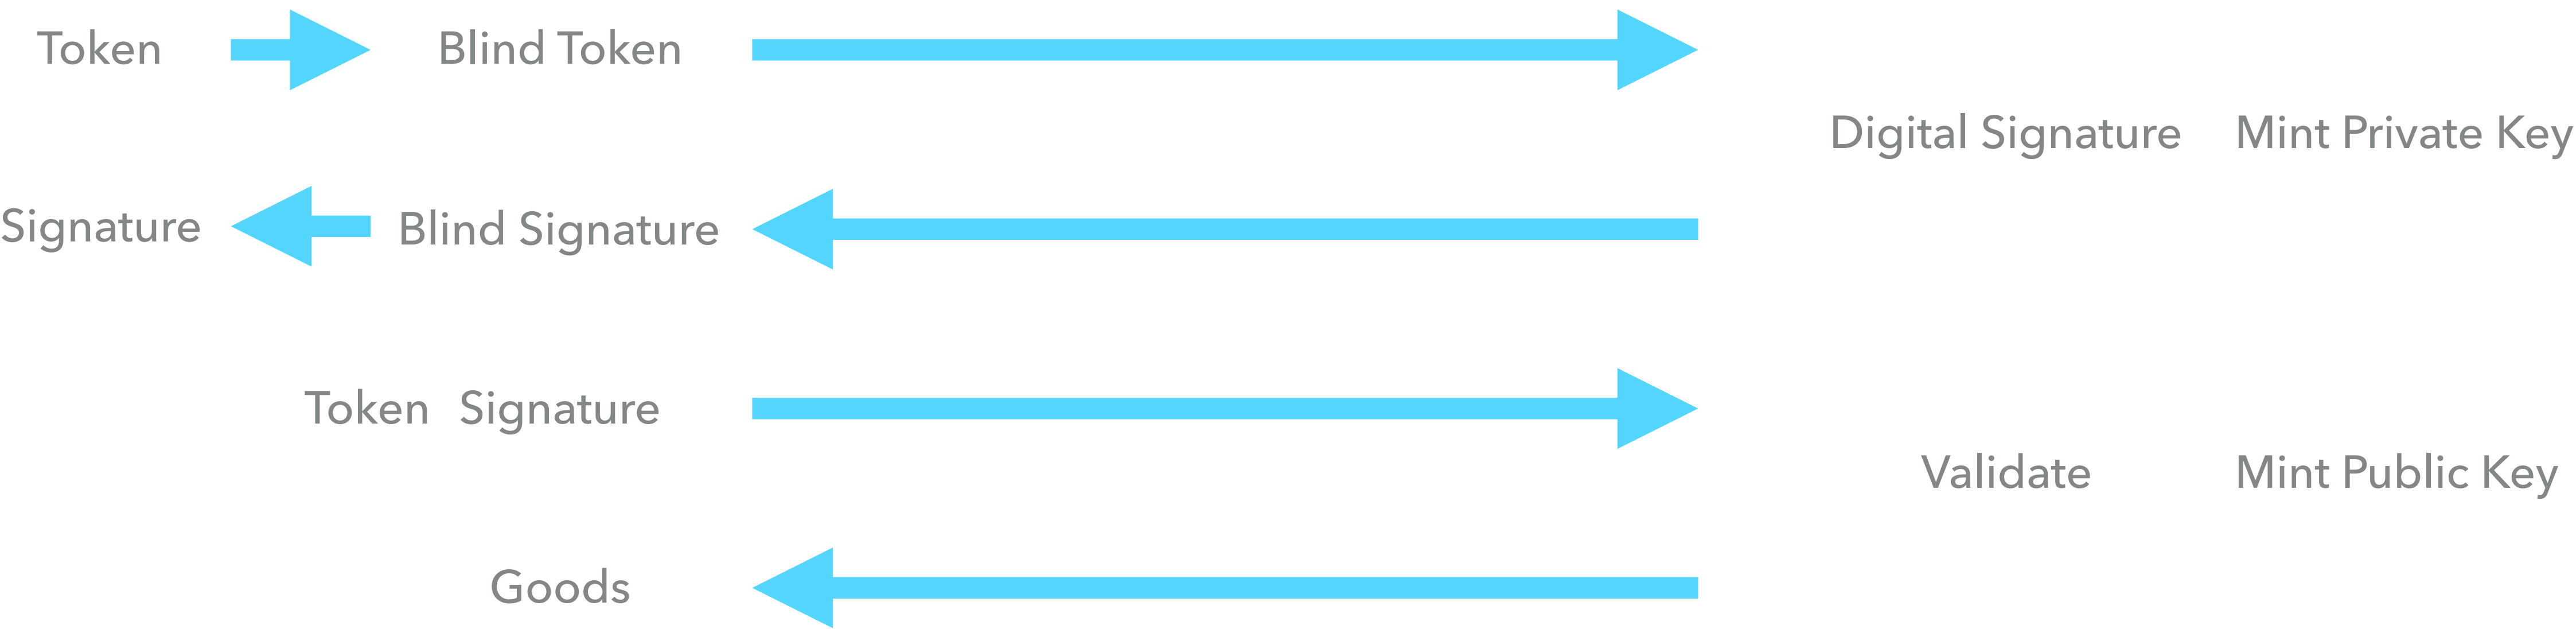 Token Blind Token
Digital Signature Mint Private Key
Signature Blind Signature
Token Signature
Validate Mint Public Key
Goods